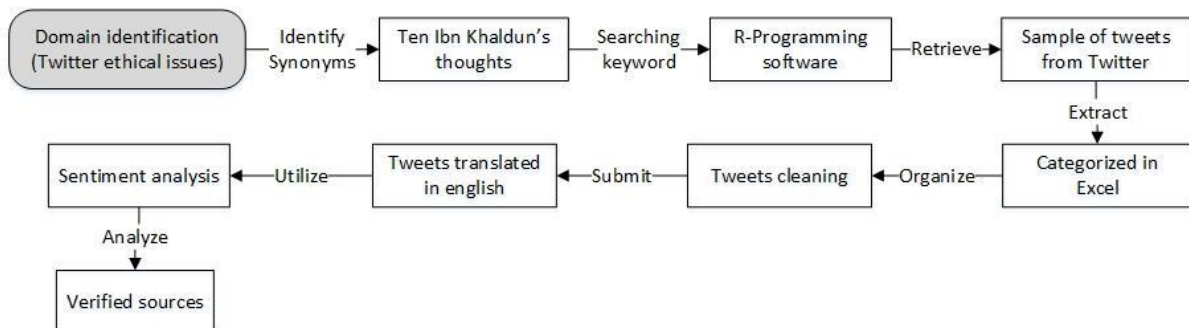 Domain identification
(Twitter ethical issues)
Identify
Synonyms
Ten Ibn Khaldun's
thoughts
Searching
keyword
R-Programming
software
Retrieve
Sample of tweets
from Twitter
Extract
Categorized in
Excel
Organize
Tweets cleaning
Submit
Tweets translated
in english
Utilize
Sentiment analysis
Analyze
Verified sources